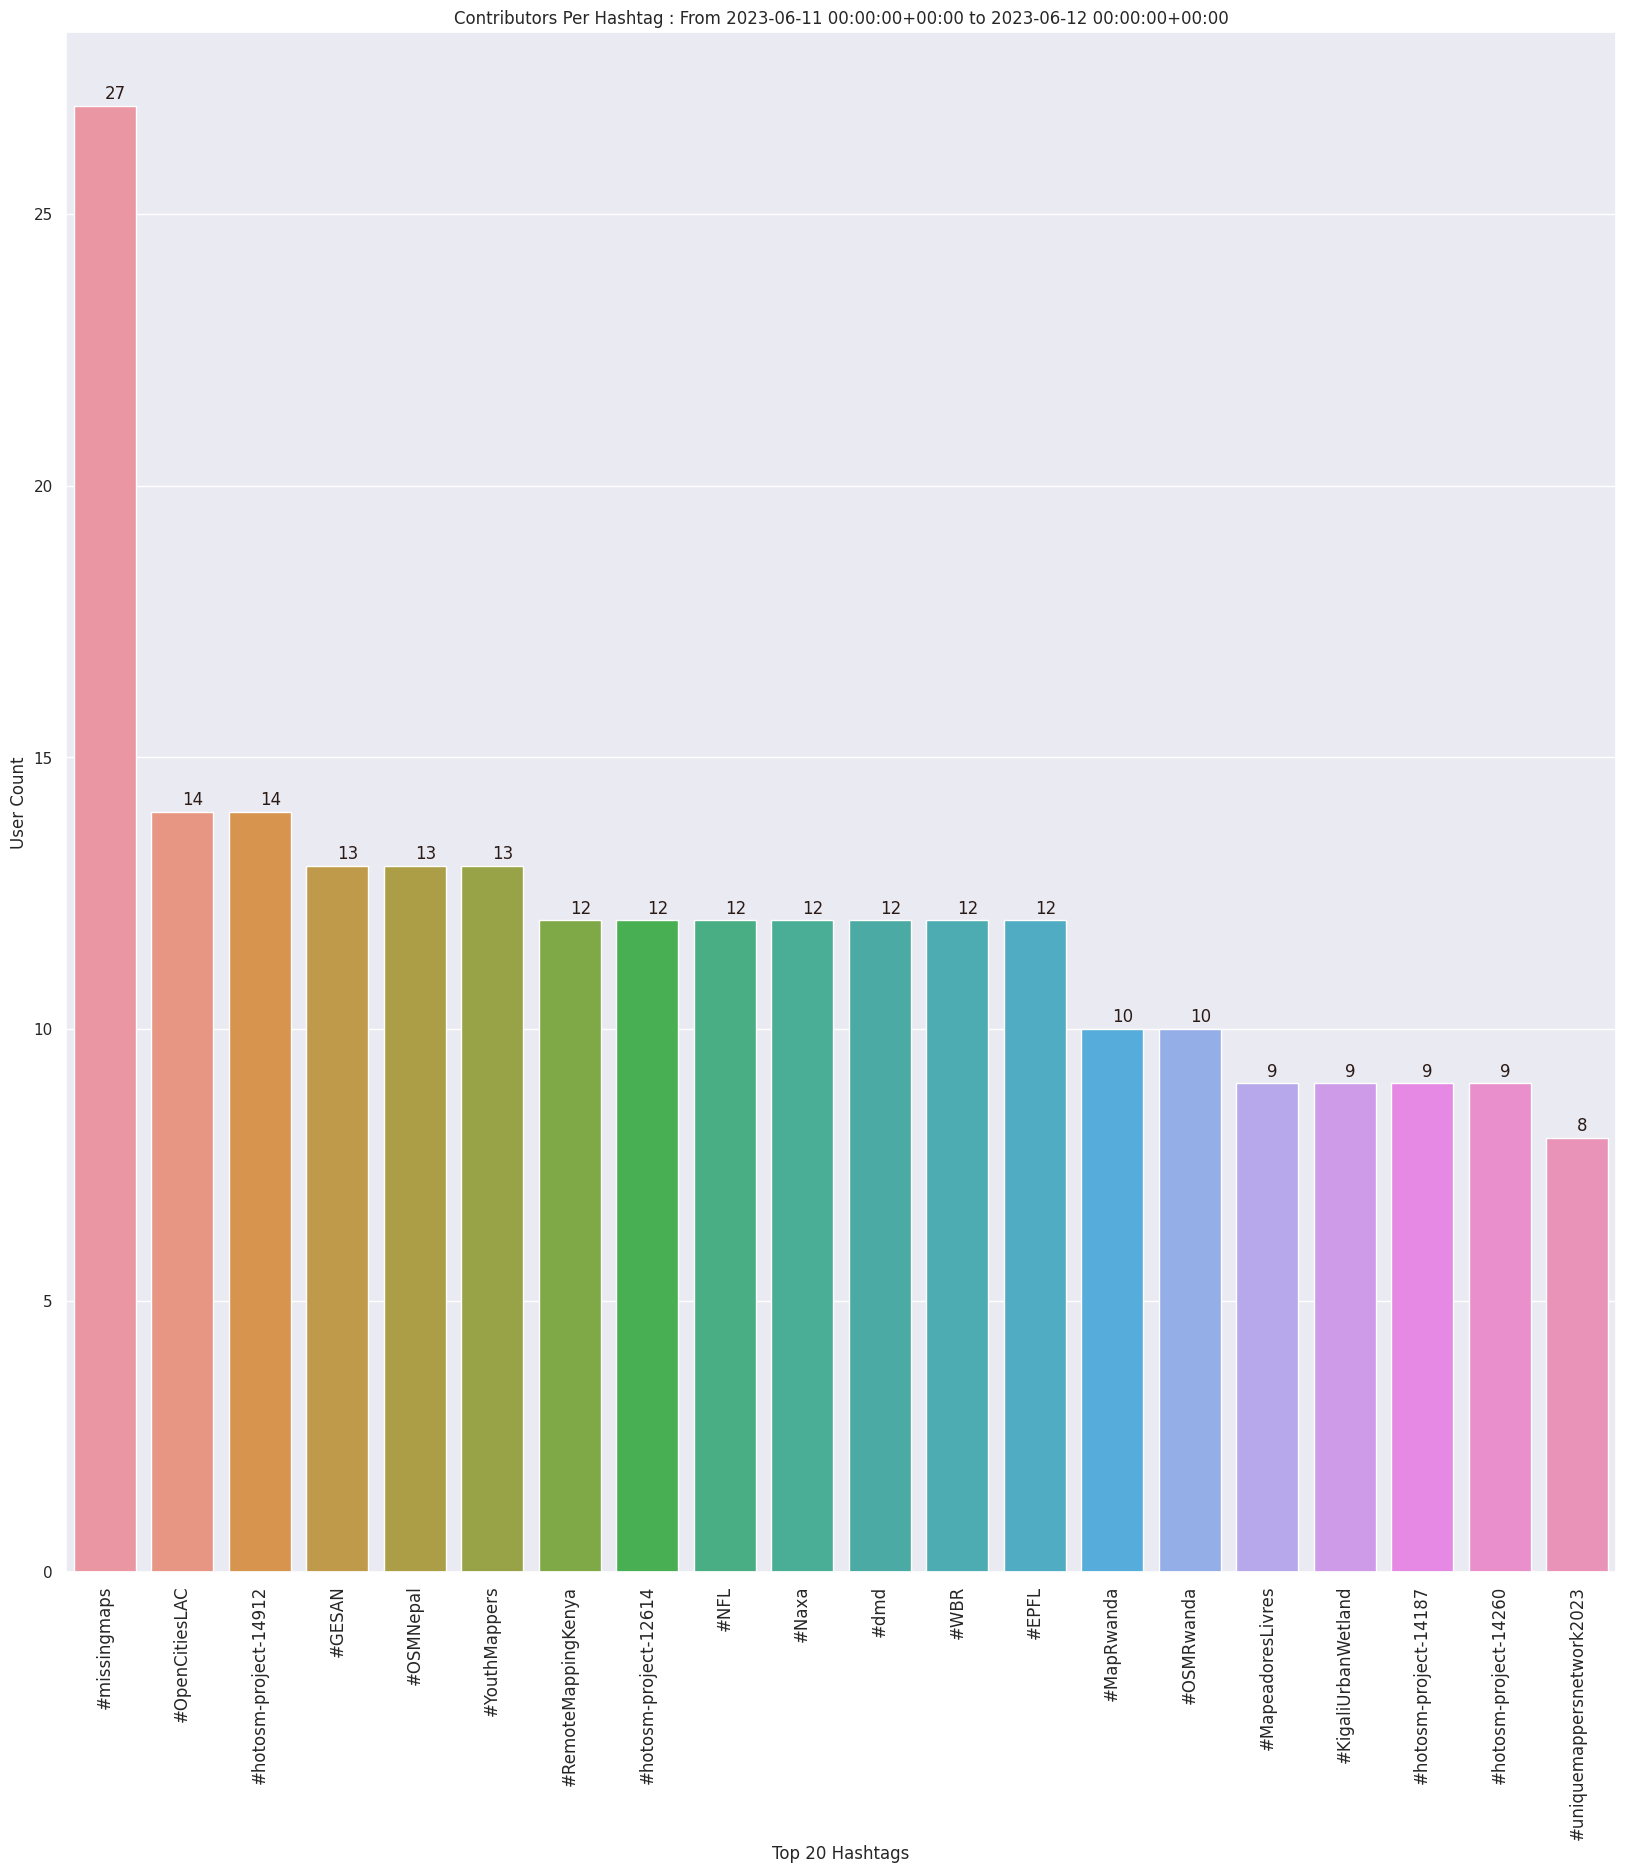 Contributors Per Hashtag : From 2023-06-11 00:00:00+00:00 to 2023-06-12 00:00:00+00:00
User Count
25
20
15
10
5
0
27
14
14
13
13
13
12
12
12
12
12
12
12
10
10
9
9
9
9
8
#missingmaps
#OpenCitiesLAC
#hotosm-project-14912
#GESAN
#OSMNepal
#YouthMappers
#RemoteMappingKenya
#hotosm-project-12614
#NFL
#Naxa
#dmd
#WBR
#EPFL
#MapRwanda
#OSMRwanda
#MapeadoresLivres
#KigaliUrbanWetland
#hotosm-project-14187
#hotosm-project-14260
#uniquemappersnetwork2023
Top 20 Hashtags